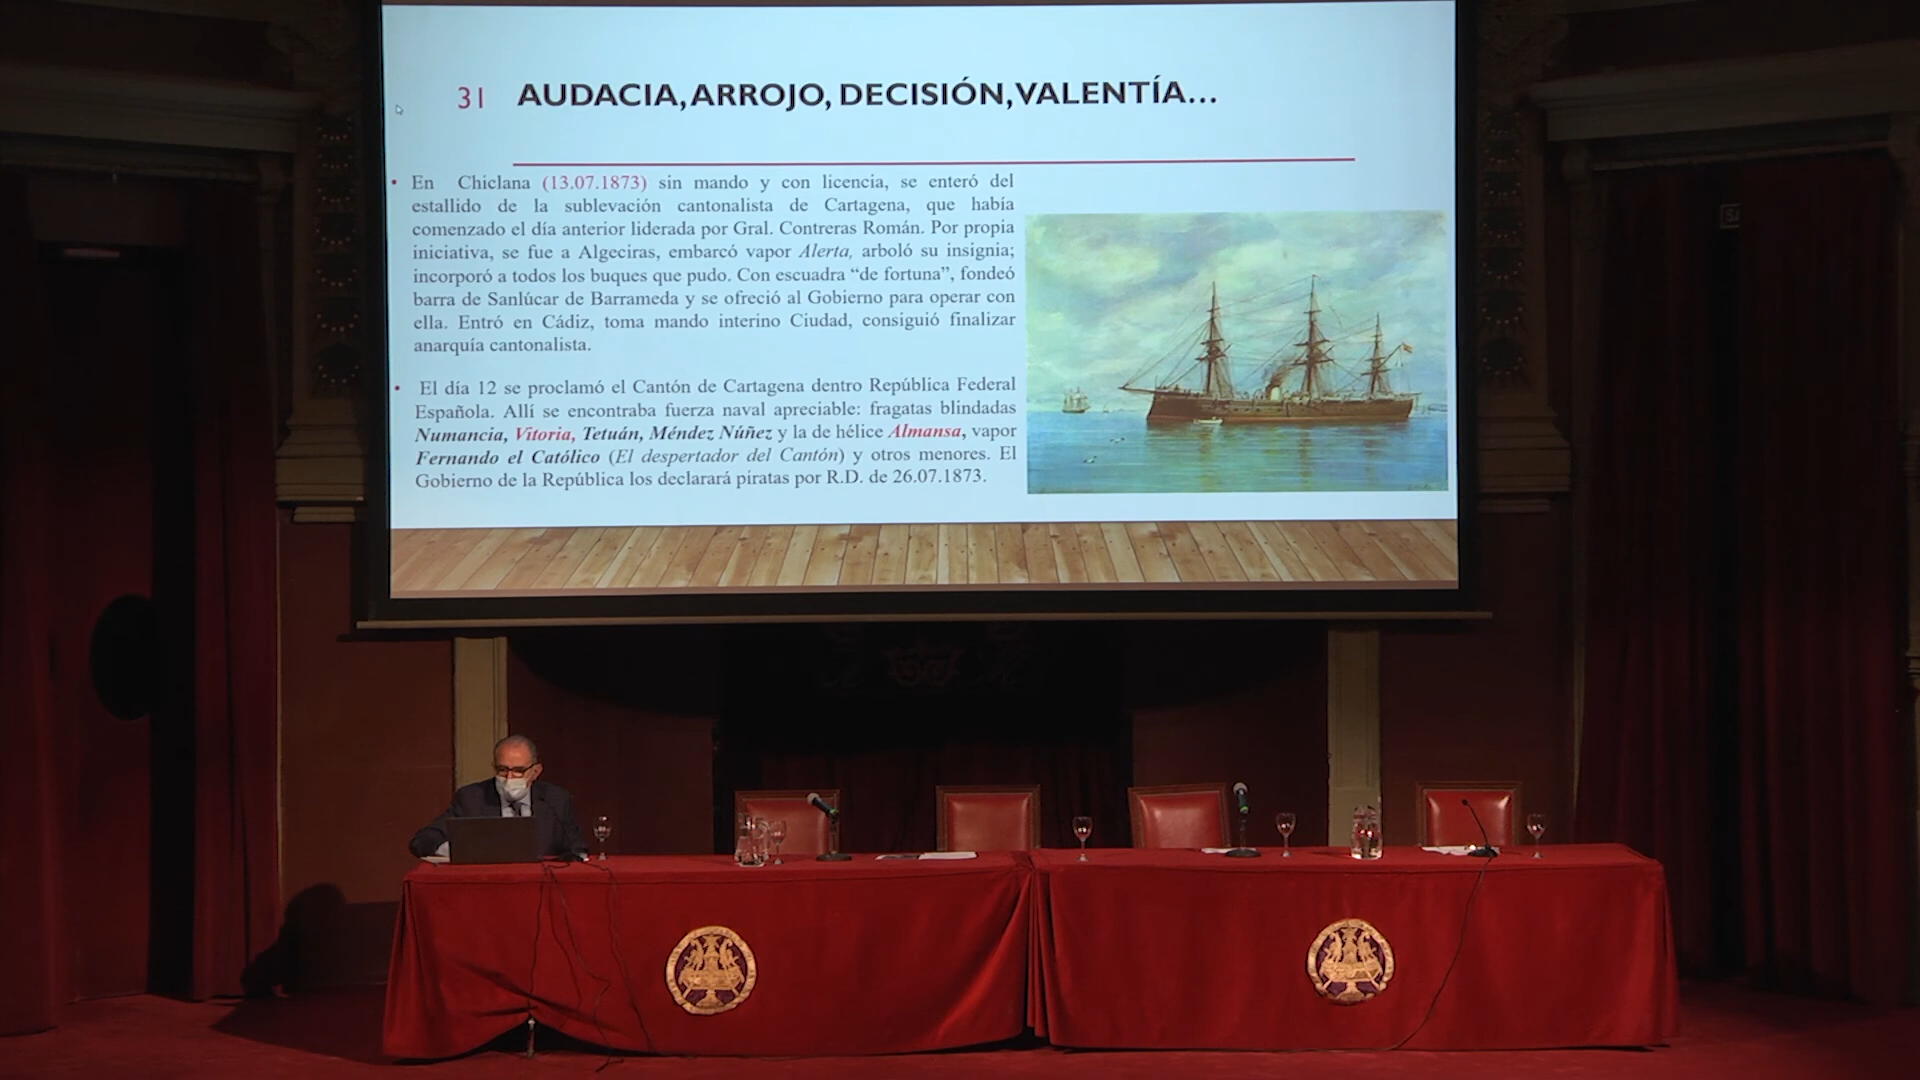 31 AUDACIA, ARROJO, DECISIÓN, VALENTÍA...
• En Chiclana (13.07.1873) sin mando y con licencia, se enteró del
estallido de la sublevación cantonalista de Cartagena, que había
comenzado el día anterior liderada por Gral. Contreras Román. Por propia
iniciativa, se fue a Algeciras, embarcó vapor Alerta, arboló su insignia;
incorporó a todos los buques que pudo. Con escuadra “de fortuna”, fondeó
barra de Sanlúcar de Barrameda y se ofreció al Gobierno para operar con
ella. Entró en Cádiz, toma mando interino Ciudad, consiguió finalizar
anarquía cantonalista.
• El día 12 se proclamó el Cantón de Cartagena dentro República Federal
Española. Allí se encontraba fuerza naval apreciable: fragatas blindadas
Numancia, Vitoria, Tetuán, Méndez Núñez y la de hélice Almansa, vapor
Fernando el Católico (El despertador del Cantón) y otros menores. El
Gobierno de la República los declarará piratas por R.D. de 26.07.1873.